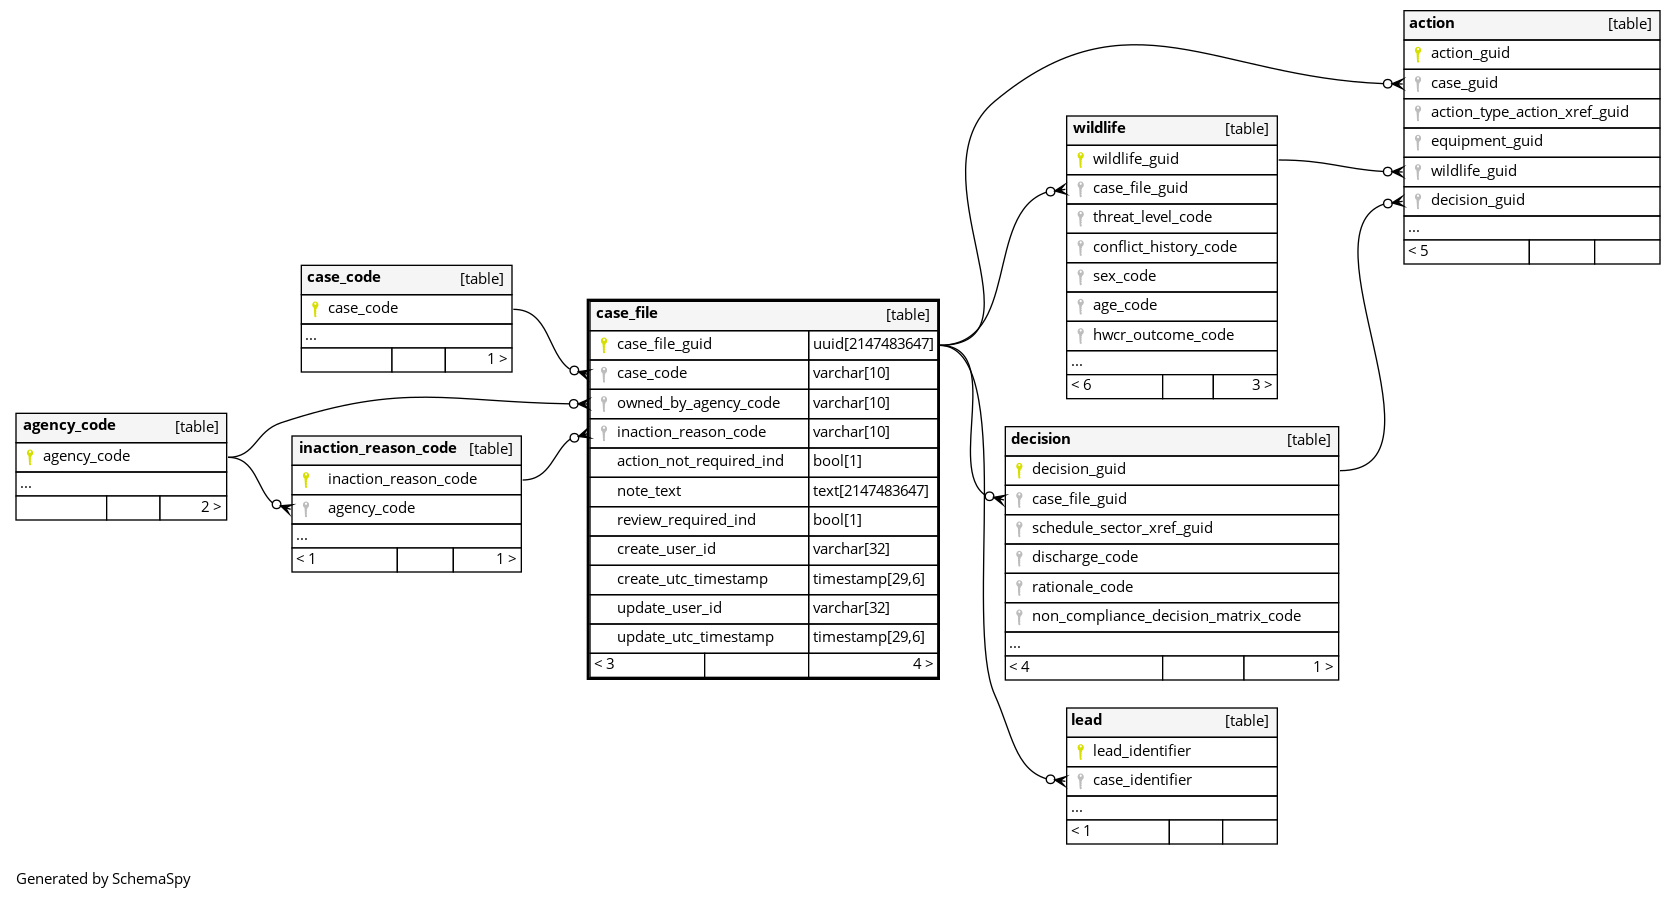 action [table]
action_guid
case_guid
action_type_action_xref_guid
equipment_guid
wildlife_guid
decision_guid
...
< 5
wildlife [table]
wildlife_guid
case_file_guid
threat_level_code
conflict_history_code
sex_code
age_code
hwcr_outcome_code
...
< 6 3 >
case_code [table]
case_code
...
1 >
case_file [table]
case_file_guid uuid[2147483647]
case_code varchar[10]
owned_by_agency_code varchar[10]
inaction_reason_code varchar[10]
action_not_required_ind bool[1]
note_text text[2147483647]
review_required_ind bool[1]
create_user_id varchar[32]
create_utc_timestamp timestamp[29,6]
update_user_id varchar[32]
update_utc_timestamp timestamp[29,6]
< 3 4 >
agency_code [table]
agency_code
...
2 >
inaction_reason_code [table]
inaction_reason_code
agency_code
...
< 1 1 >
decision [table]
decision_guid
case_file_guid
schedule_sector_xref_guid
discharge_code
rationale_code
non_compliance_decision_matrix_code
...
< 4 1 >
lead [table]
lead_identifier
case_identifier
...
< 1
Generated by SchemaSpy